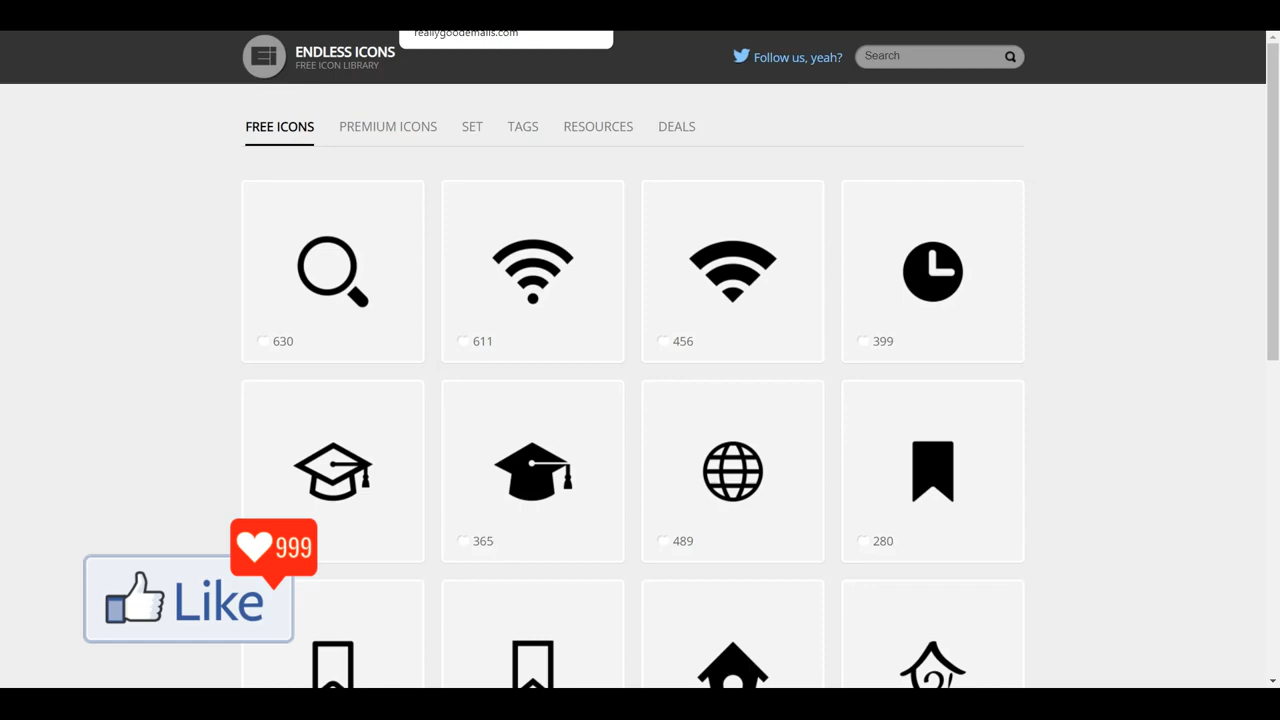 reallygoodemails.com
ENDLESS ICONS
FREE ICON LIBRARY
Follow us, yeah?
Search
FREE ICONS PREMIUM ICONS SET TAGS RESOURCES DEALS
630 611 456 399
365 489 280
999
Like